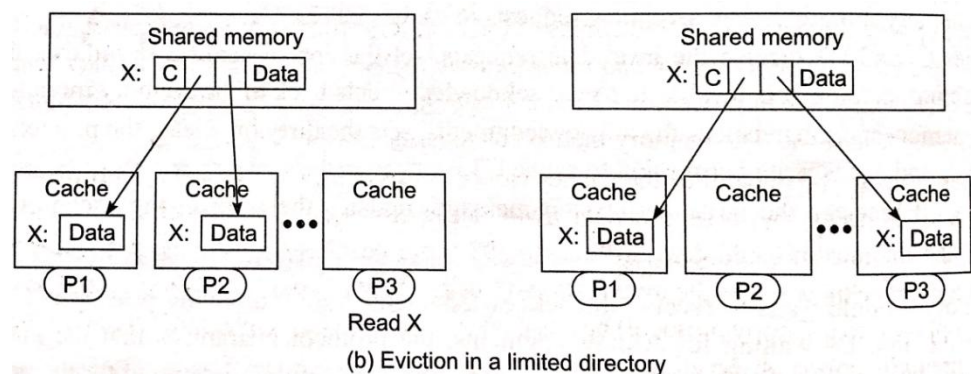 Shared memory
X: C Data
Cache
X: Data
P1
Cache
X: Data
P2
Cache
P3
Read X
Shared memory
X: C Data
Cache
X: Data
P1
Cache
P2
Cache
X: Data
P3
(b) Eviction in a limited directory